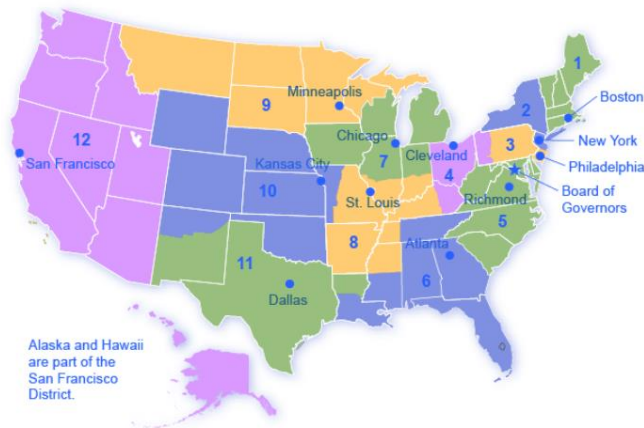 1
2
Boston
Minneapolis
9
New York
12
Chicago
Cleveland
3
Philadelphia
San Francisco
7
Kansas City
4
Board of
Governors
10
St. Louis
Richmond
5
8
Atlanta
11
6
Dallas
Alaska and Hawaii
are part of the
San Francisco
District.